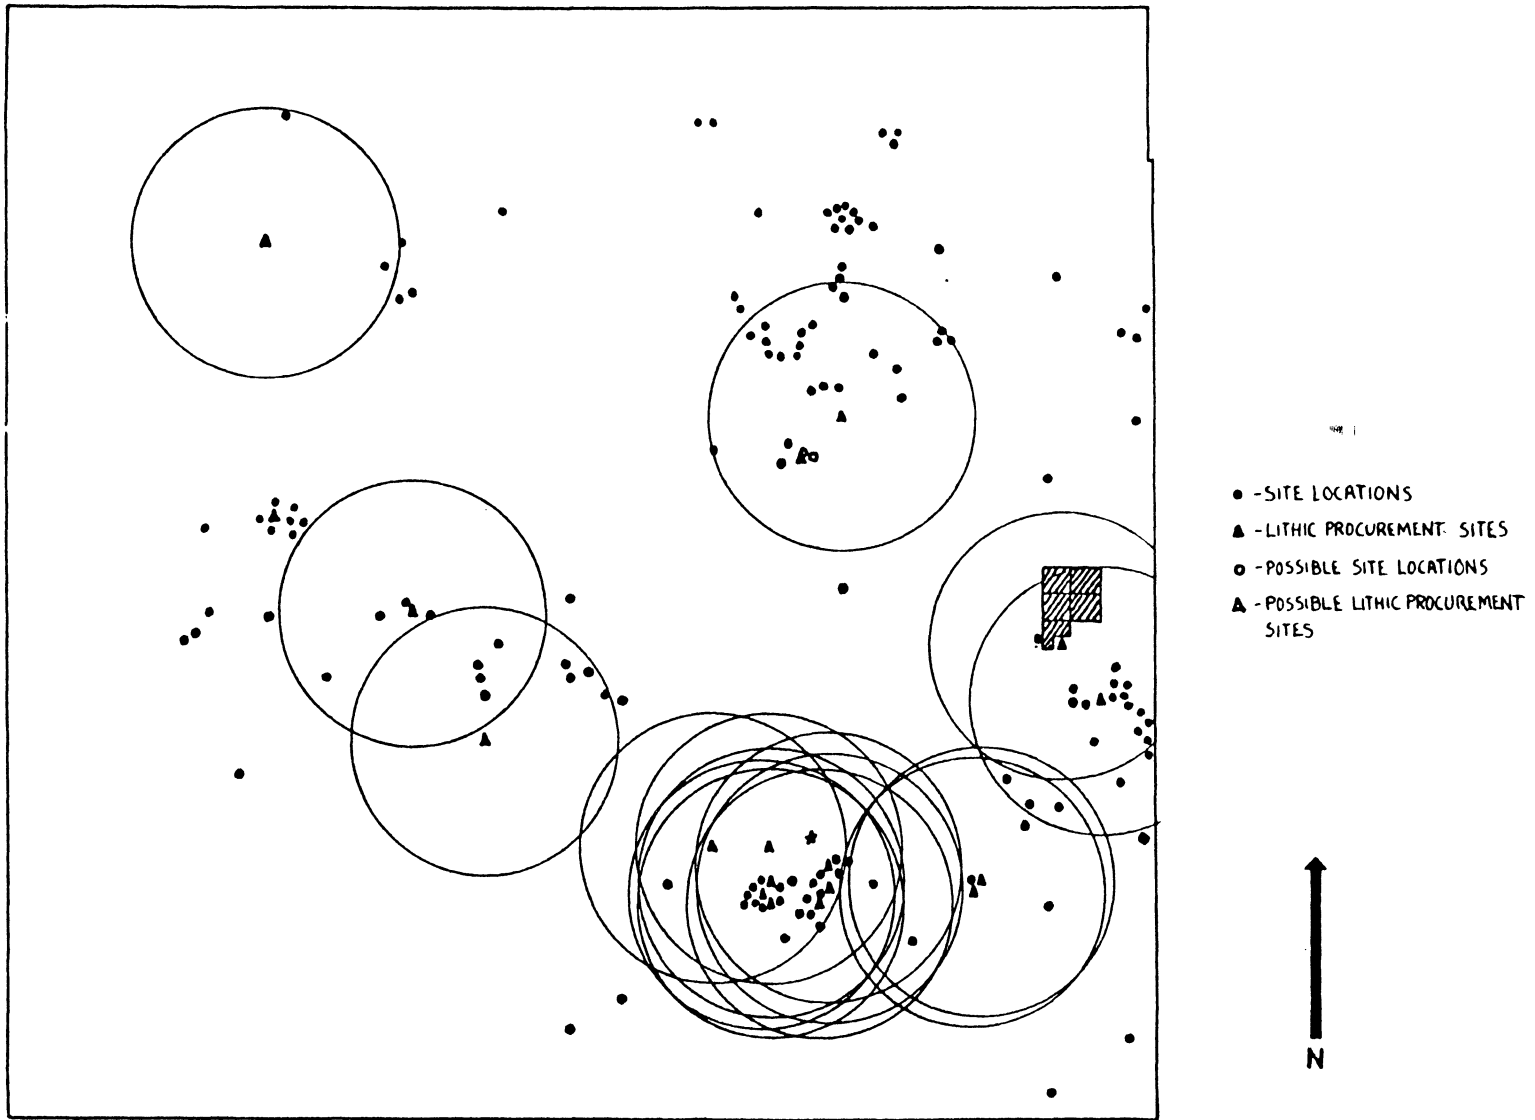 - SITE LOCATIONS
- LITHIC PROCUREMENT SITES
- POSSIBLE SITE LOCATIONS
- POSSIBLE LITHIC PROCUREMENT
SITES
N